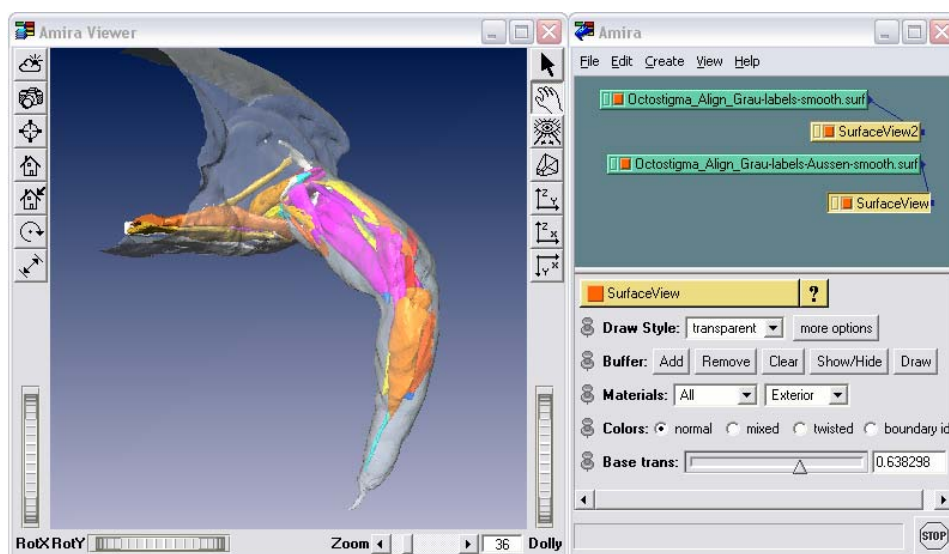 Amira Viewer
RotX RotY
Zoom 36 Dolly
Amira
File Edit Create View Help
Octostigma_Align_Grau-labels-smooth.surf
SurfaceView2
Octostigma_Align_Grau-labels-Aussen-smooth.surf
SurfaceView
SurfaceView ?
Draw Style: transparent more options
Buffer: Add Remove Clear Show/Hide Draw
Materials: All Exterior
Colors: normal mixed twisted boundary id
Base trans: 0.638298
STOP